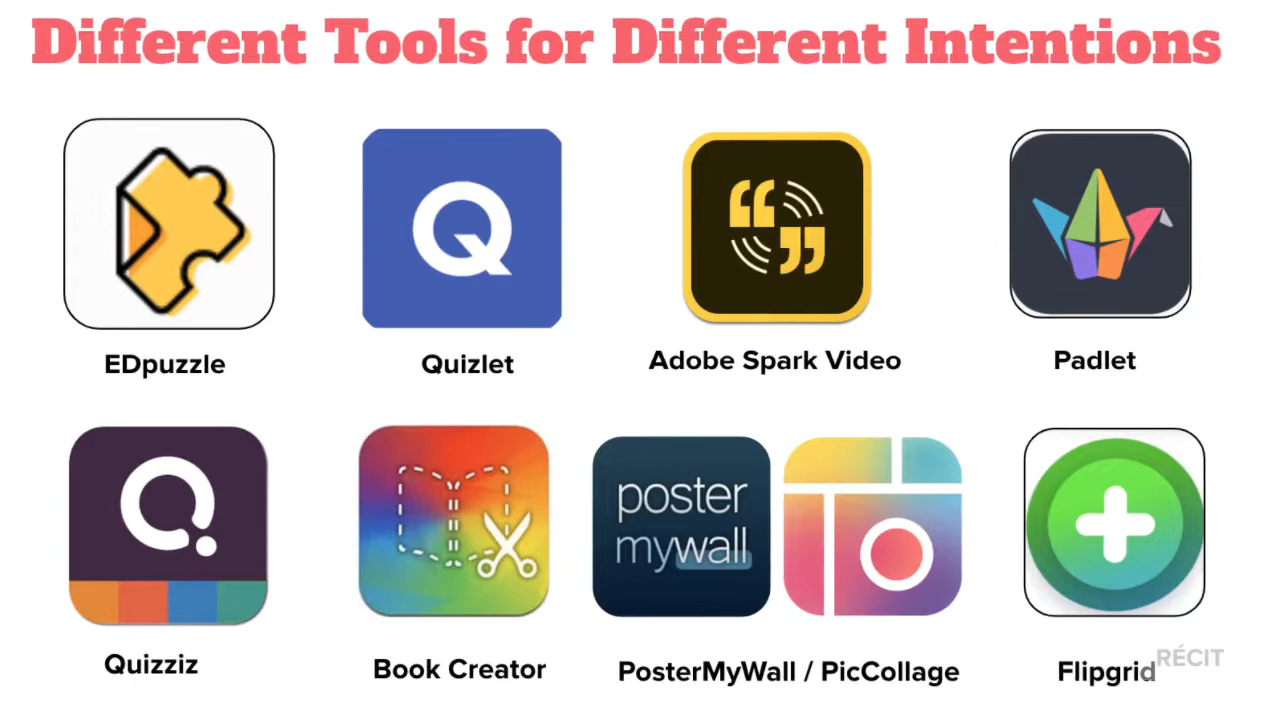 Different Tools for Different Intentions
EDpuzzle
Quizlet
Adobe Spark Video
Padlet
poster
mywall
Quizziz
Book Creator
PosterMyWall / PicCollage
Flipgrid
RÉCIT